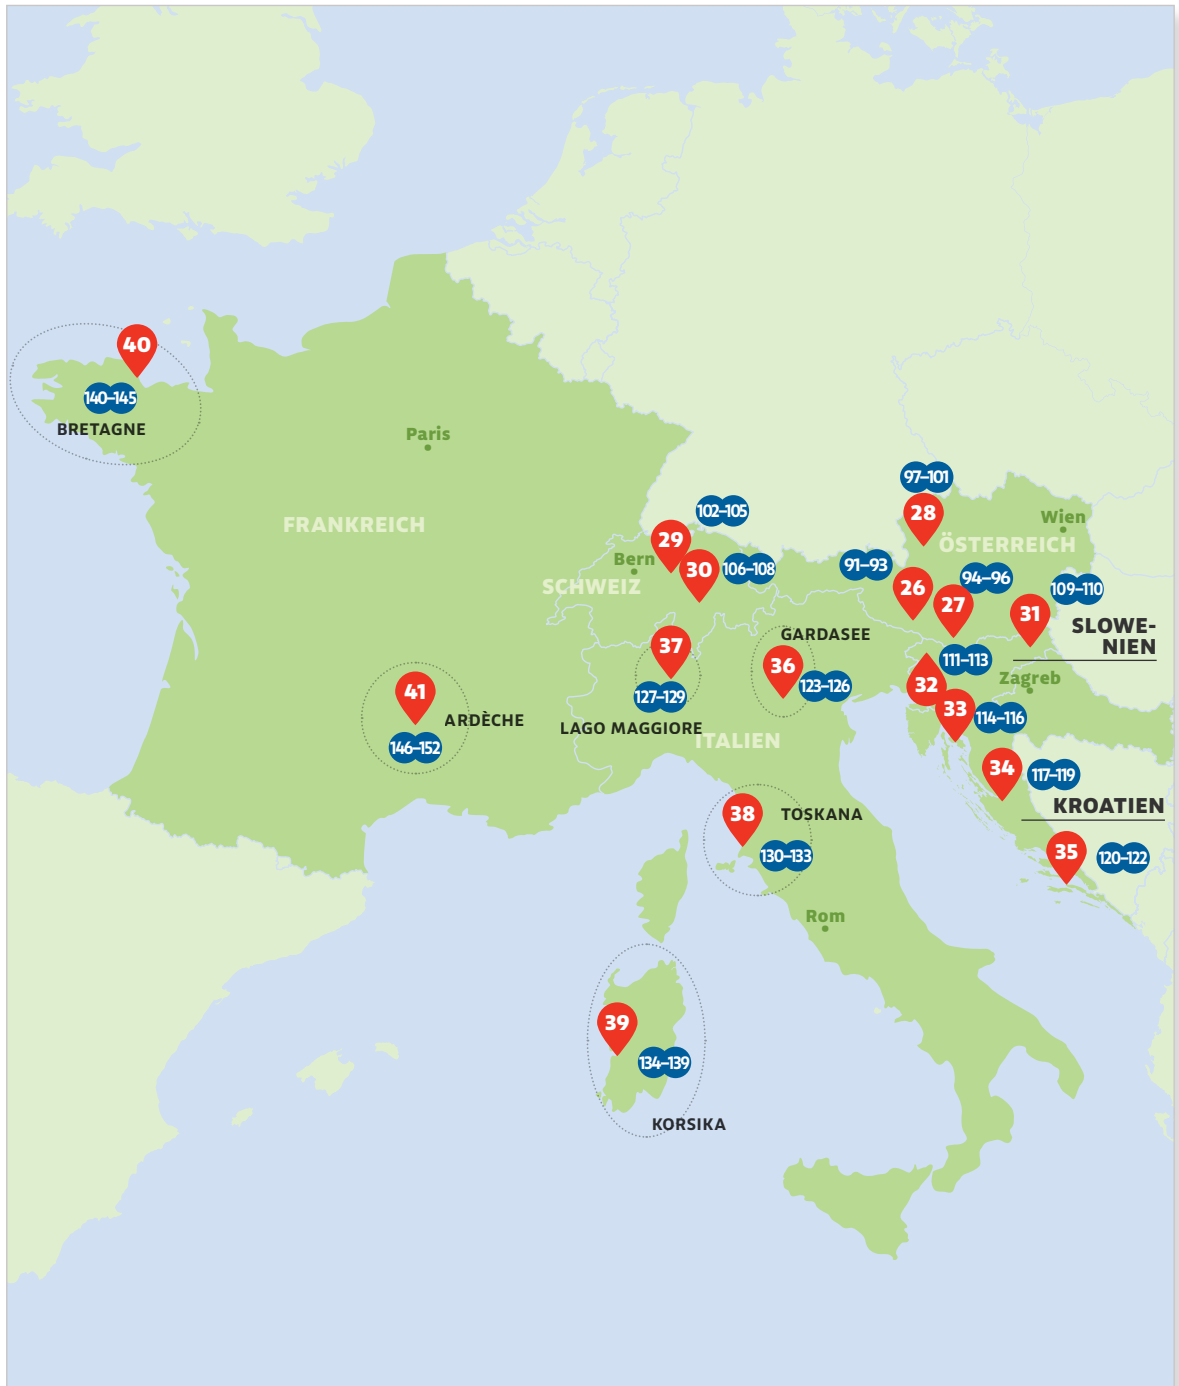 40
140–145
BRETAGNE
Paris
FRANKREICH
97–101
28
Wien
ÖSTERREICH
102–105
29
Bern
30
106–108
SCHWEIZ
91–93
26
94–96
27
109–110
31
SLOWE-
NIEN
GARDASEE
37
36
123–126
127–129
LAGO MAGGIORE
ITALIEN
111–113
32
Zagreb
33
114–116
41
ARDÈCHE
146–152
34
117–119
KROATIEN
38
TOSKANA
130–133
35
120–122
Rom
39
134–139
KORSIKA